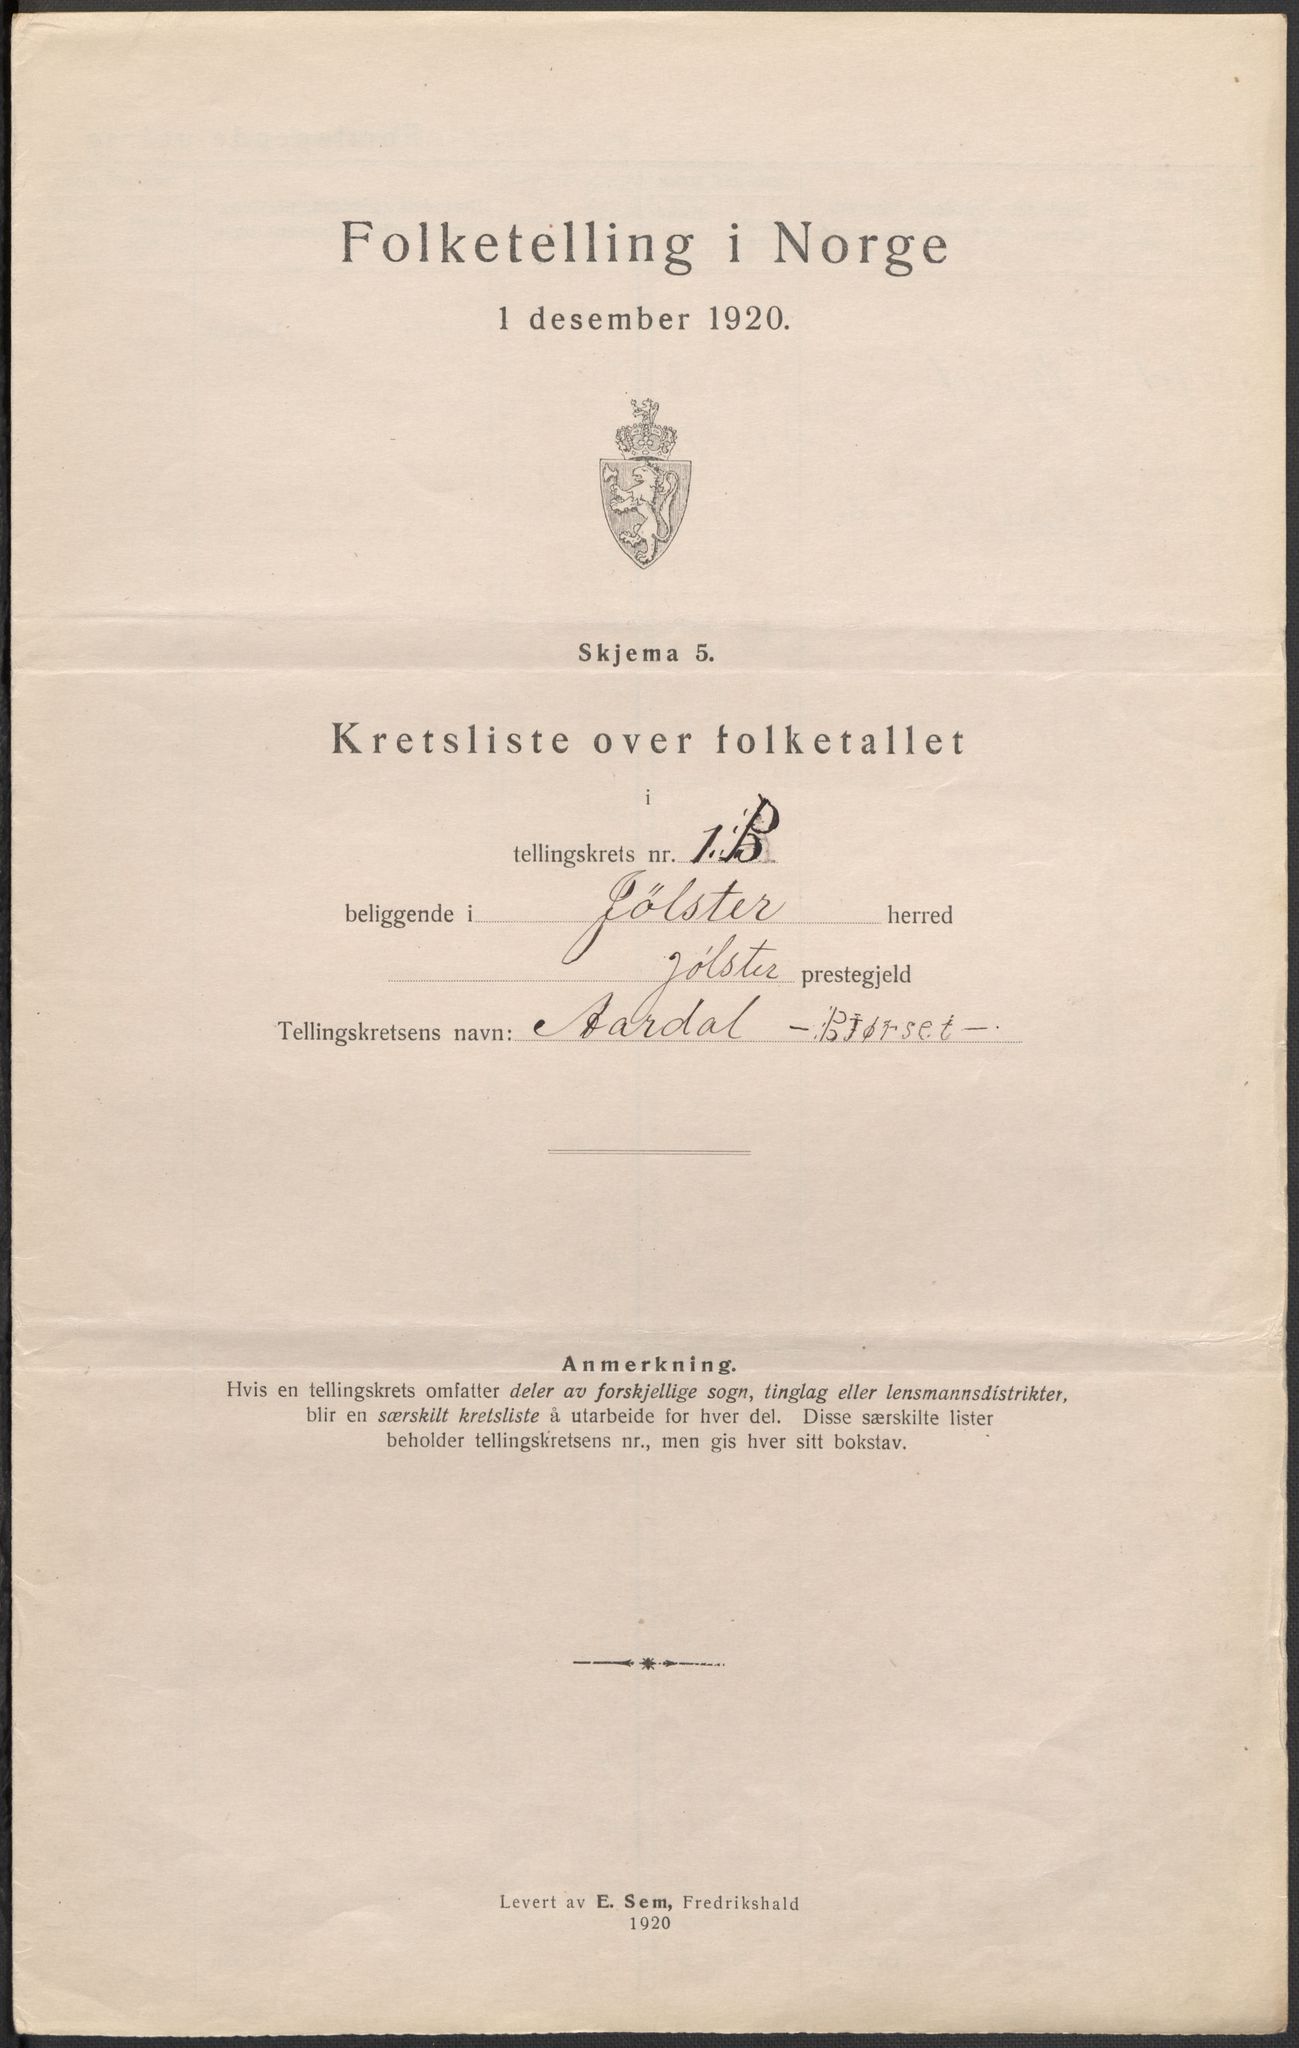 Folketelling i Norge
1 desember 1920.
Skjema 5.
Kretsliste over folketallet
i
tellingskrets nr. 1.B
beliggende i Jölster herred
Jölster prestegjeld
Tellingskretsens navn: Aardal - Bjørset -.
Anmerkning.
Hvis en tellingskrets omfatter deler av forskjellige sogn, tinglag eller lensmannsdistrikter,
blir en særskilt kretsliste å utarbeide for hver del. Disse særskilte lister
beholder tellingskretsens nr., men gis hver sitt bokstav.
Levert av E. Sem, Fredrikshald
1920